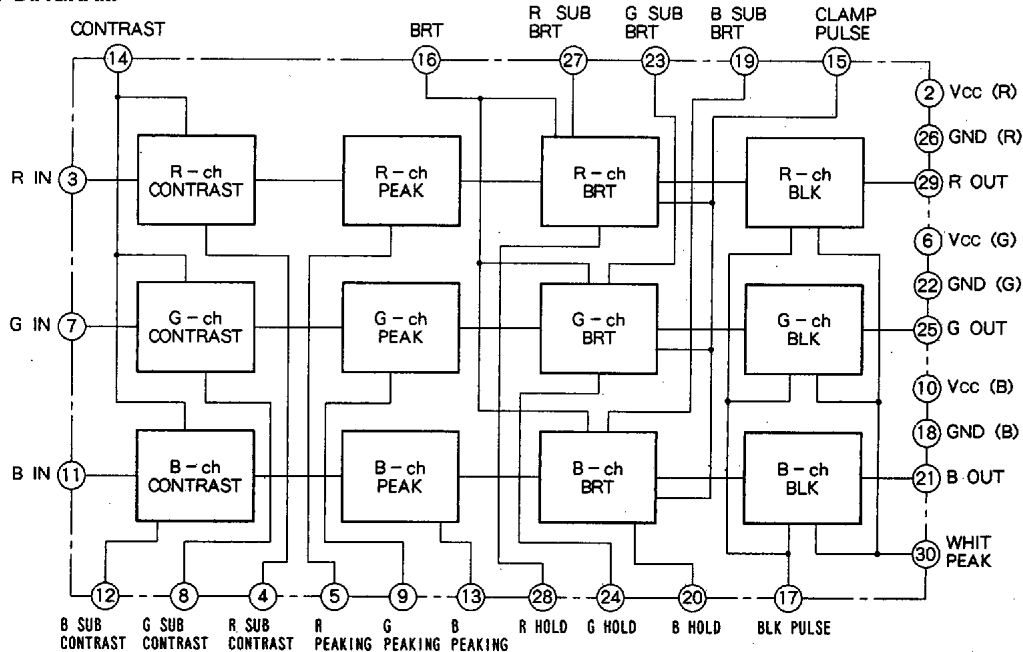 CONTRAST
14
BRT
16
R SUB
BRT
27
G SUB
BRT
23
B SUB
BRT
19
CLAMP
PULSE
15
2 Vcc (R)
26 GND (R)
R IN 3
R-ch
CONTRAST
R-ch
PEAK
R-ch
BRT
R-ch
BLK
29 R OUT
6 Vcc (G)
22 GND (G)
G IN 7
G-ch
CONTRAST
G-ch
PEAK
G-ch
BRT
G-ch
BLK
25 G OUT
10 Vcc (B)
18 GND (B)
B IN 11
B-ch
CONTRAST
B-ch
PEAK
B-ch
BRT
B-ch
BLK
21 B OUT
30 WHIT
PEAK
12
B SUB
CONTRAST
8
G SUB
CONTRAST
4
R SUB
CONTRAST
5
R
PEAKING
9
G
PEAKING
13
B
PEAKING
28
R HOLD
24
G HOLD
20
B HOLD
17
BLK PULSE